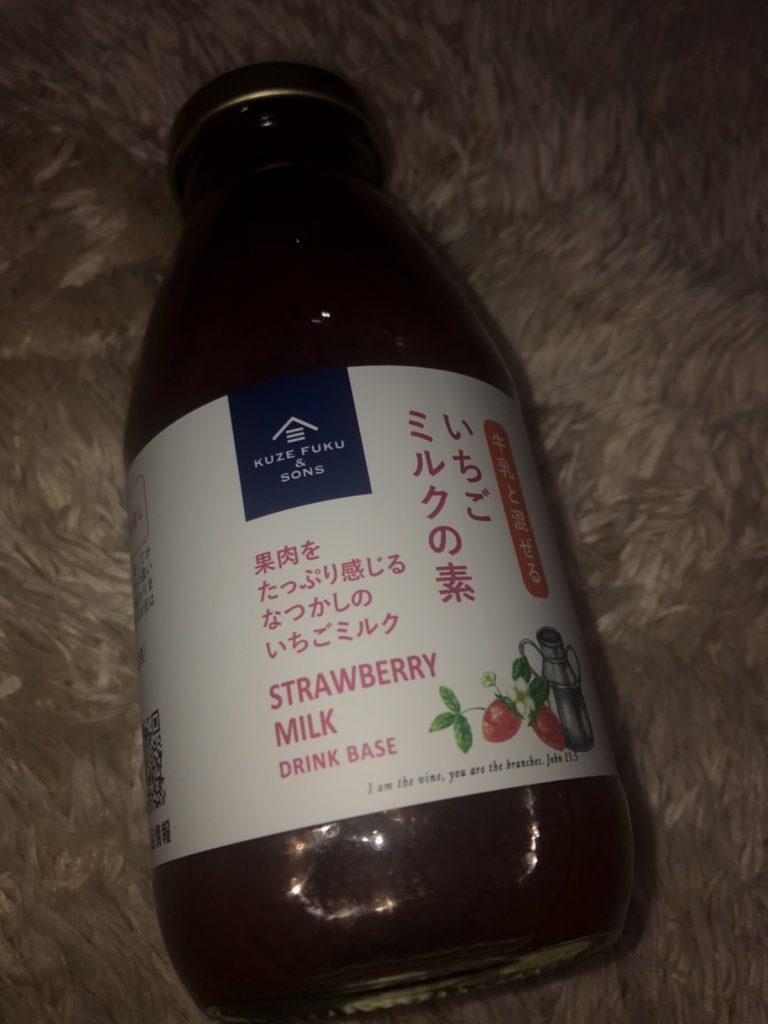 KUZE FUKU
&
SONS
牛乳と混ぜる
いちご
ミルクの素
果肉を
たっぷり感じる
なつかしの
いちごミルク
STRAWBERRY
MILK
DRINK BASE
I am the vine, you are the branches. John 15:5